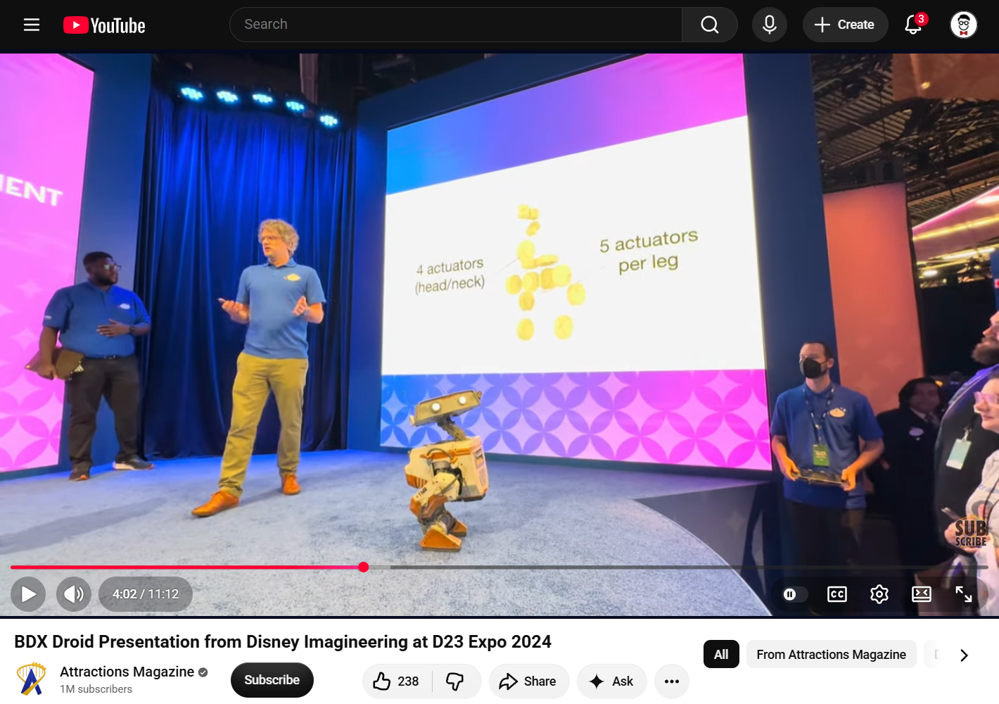 YouTube
Search
Create
3
IENT
4 actuators
(head/neck)
5 actuators
per leg
SUB
SCRIBE
4:02 / 11:12
CC
BDX Droid Presentation from Disney Imagineering at D23 Expo 2024
Attractions Magazine
1M subscribers
Subscribe
238
Share
Ask
All
From Attractions Magazine